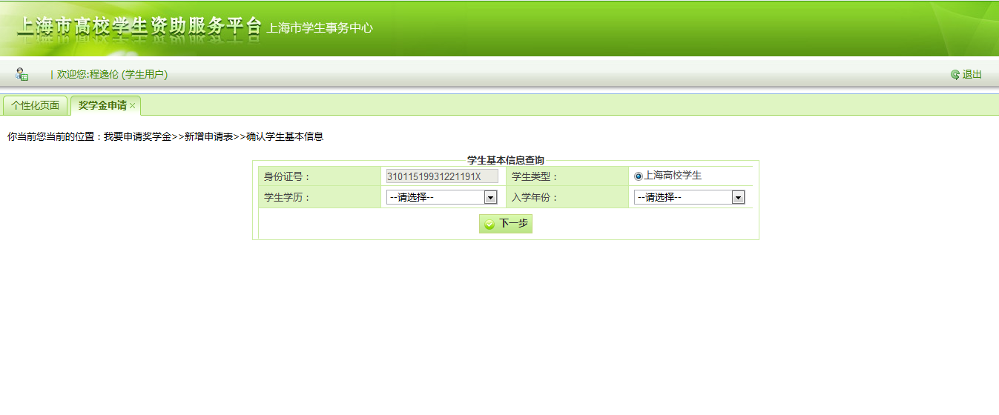 上海市高校学生资助服务平台 上海市学生事务中心
| 欢迎您:程逸伦 (学生用户) 退出
个性化页面 奖学金申请
你当前您当前的位置：我要申请奖学金>>新增申请表>>确认学生基本信息
学生基本信息查询
身份证号： 31011519931221191X 学生类型： 上海高校学生
学生学历： --请选择-- 入学年份： --请选择--
下一步